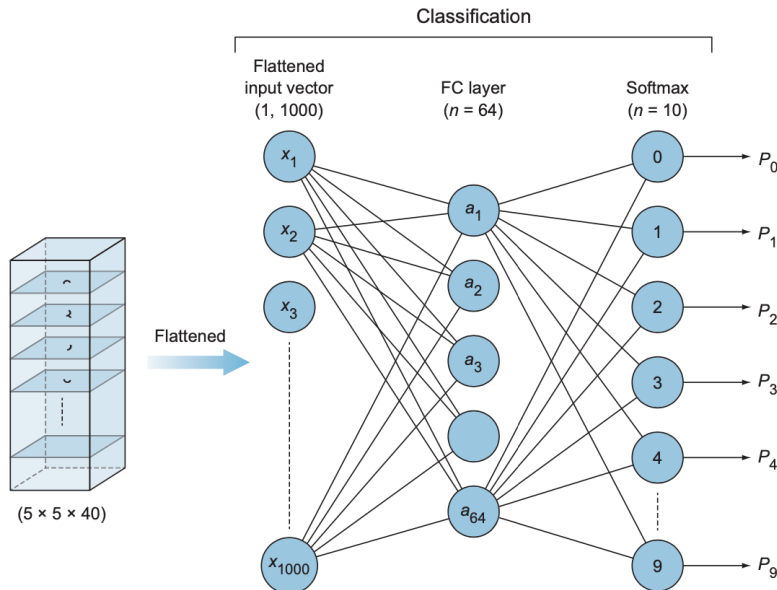 Classification
Flattened
input vector
(1, 1000)
FC layer
(n = 64)
Softmax
(n = 10)
x1
x2
x3
x1000
a1
a2
a3
a64
0
1
2
3
4
9
P0
P1
P2
P3
P4
P9
Flattened
(5 × 5 × 40)